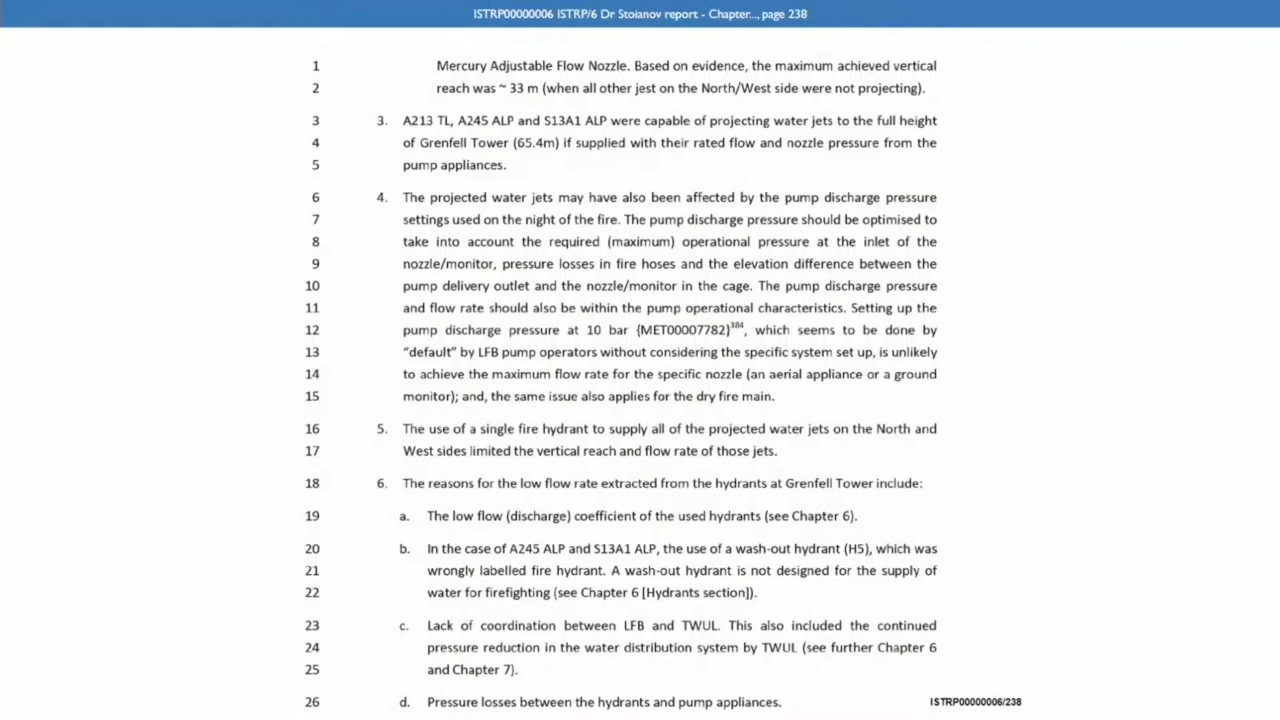 ISTRP00000006 ISTRP/6 Dr Stoianov report - Chapter..., page 238
1 Mercury Adjustable Flow Nozzle. Based on evidence, the maximum achieved vertical
2 reach was ~ 33 m (when all other jest on the North/West side were not projecting).
3 3. A213 TL, A245 ALP and S13A1 ALP were capable of projecting water jets to the full height
4 of Grenfell Tower (65.4m) if supplied with their rated flow and nozzle pressure from the
5 pump appliances.
6 4. The projected water jets may have also been affected by the pump discharge pressure
7 settings used on the night of the fire. The pump discharge pressure should be optimised to
8 take into account the required (maximum) operational pressure at the inlet of the
9 nozzle/monitor, pressure losses in fire hoses and the elevation difference between the
10 pump delivery outlet and the nozzle/monitor in the cage. The pump discharge pressure
11 and flow rate should also be within the pump operational characteristics. Setting up the
12 pump discharge pressure at 10 bar {MET00007782}384, which seems to be done by
13 “default” by LFB pump operators without considering the specific system set up, is unlikely
14 to achieve the maximum flow rate for the specific nozzle (an aerial appliance or a ground
15 monitor); and, the same issue also applies for the dry fire main.
16 5. The use of a single fire hydrant to supply all of the projected water jets on the North and
17 West sides limited the vertical reach and flow rate of those jets.
18 6. The reasons for the low flow rate extracted from the hydrants at Grenfell Tower include:
19 a. The low flow (discharge) coefficient of the used hydrants (see Chapter 6).
20 b. In the case of A245 ALP and S13A1 ALP, the use of a wash-out hydrant (H5), which was
21 wrongly labelled fire hydrant. A wash-out hydrant is not designed for the supply of
22 water for firefighting (see Chapter 6 [Hydrants section]).
23 c. Lack of coordination between LFB and TWUL. This also included the continued
24 pressure reduction in the water distribution system by TWUL (see further Chapter 6
25 and Chapter 7).
26 d. Pressure losses between the hydrants and pump appliances.
ISTRP00000006/238